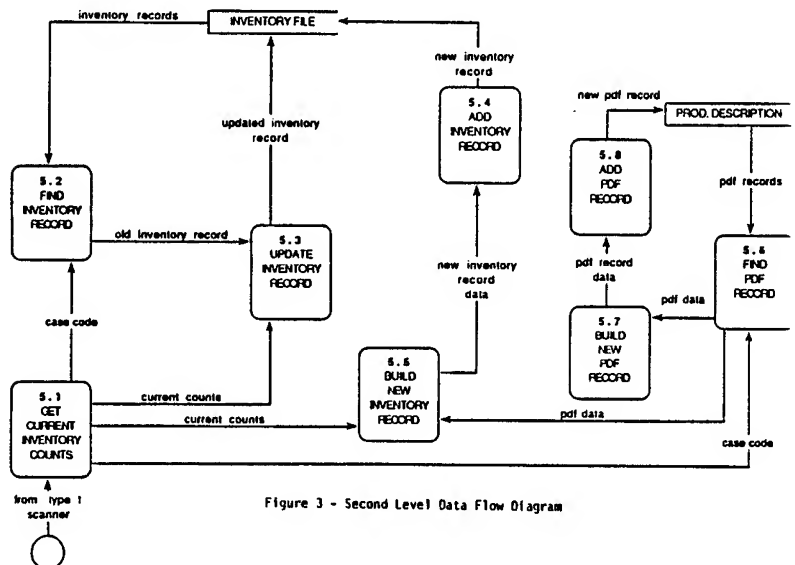 inventory records
INVENTORY FILE
new inventory
record
5.4
ADD
INVENTORY
RECORD
new pdf record
PROD. DESCRIPTION
updated inventory
record
5.8
ADD
PDF
RECORD
pdf records
5.2
FIND
INVENTORY
RECORD
old inventory record
5.3
UPDATE
INVENTORY
RECORD
new inventory
record
data
pdf record
data
5.6
FIND
PDF
RECORD
pdf data
case code
5.7
BUILD
NEW
PDF
RECORD
5.5
BUILD
NEW
INVENTORY
RECORD
5.1
GET
CURRENT
INVENTORY
COUNTS
current counts
current counts
pdf data
case code
from type 1
scanner
Figure 3 - Second Level Data Flow Diagram